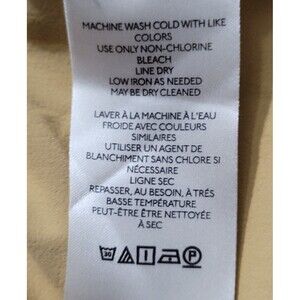 MACHINE WASH COLD WITH LIKE
COLORS
USE ONLY NON-CHLORINE
BLEACH
LINE DRY
LOW IRON AS NEEDED
MAY BE DRY CLEANED
LAVER À LA MACHINE À L'EAU
FROIDE AVEC COULEURS
SIMILAIRES
UTILISER UN AGENT DE
BLANCHIMENT SANS CHLORE SI
NÉCESSAIRE
LIGNE SEC
REPASSER, AU BESOIN, À TRÉS
BASSE TEMPÉRATURE
PEUT-ÊTRE ÊTRE NETTOYÉE
À SEC
30 P